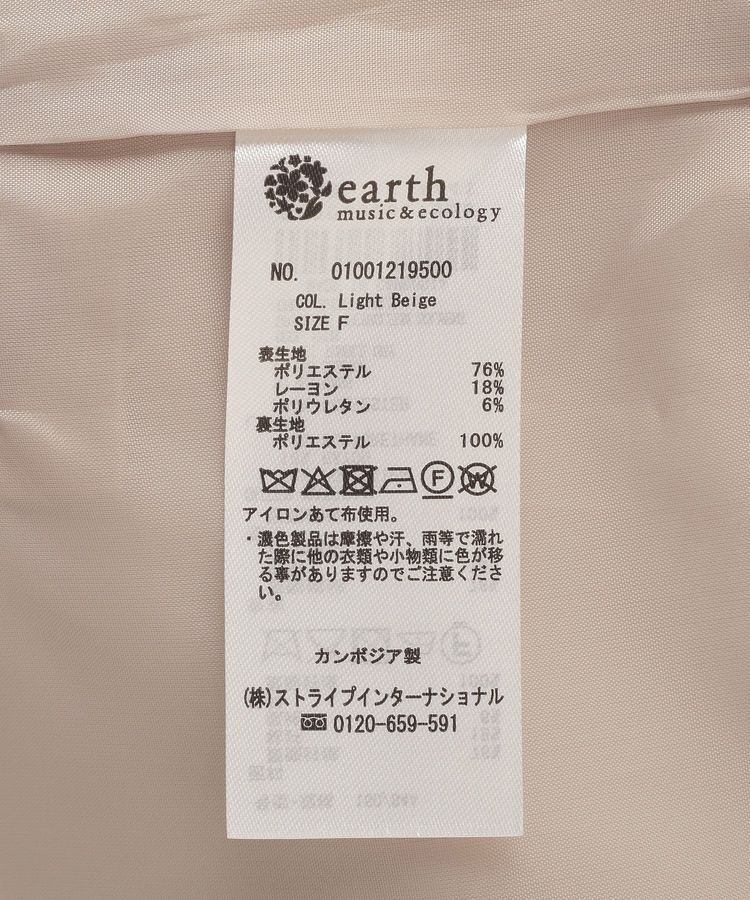 earth
music&ecology
NO. 01001219500
COL. Light Beige
SIZE F
表生地
ポリエステル 76%
レーヨン 18%
ポリウレタン 6%
裏生地
ポリエステル 100%
F W
アイロンあて布使用。
・濃色製品は摩擦や汗、雨等で濡れ
た際に他の衣類や小物類に色が移
る事がありますのでご注意くださ
い。
カンボジア製
(株)ストライプインターナショナル
0120-659-591